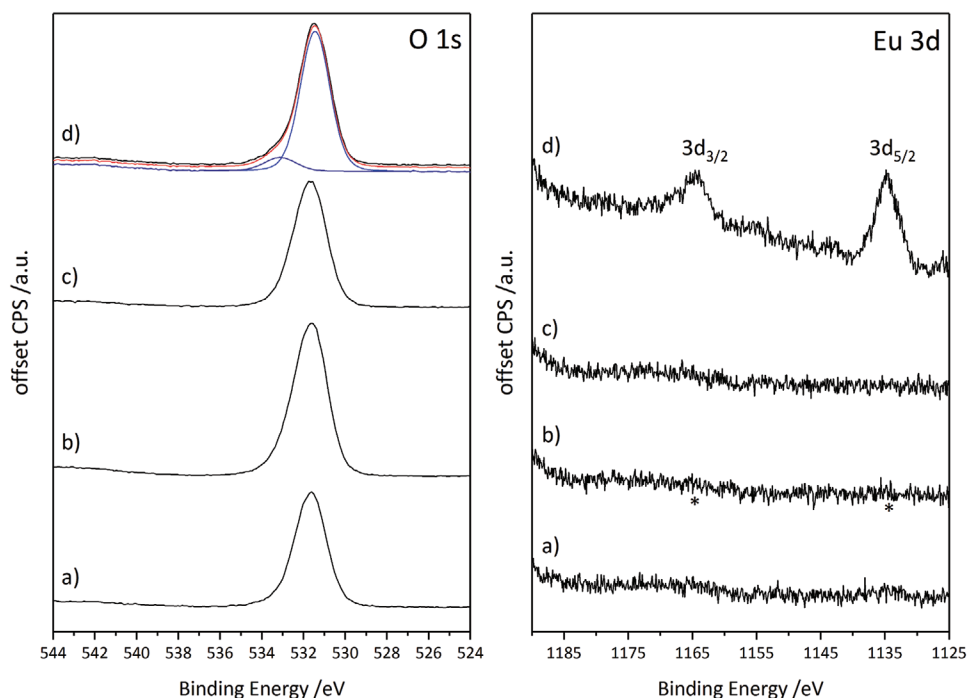 O 1s
d)
c)
b)
a)
offset CPS /a.u.
544 542 540 538 536 534 532 530 528 526 524
Binding Energy /eV
Eu 3d
d)
3d3/2
3d5/2
c)
b)
* *
a)
offset CPS /a.u.
1185 1175 1165 1155 1145 1135 1125
Binding Energy /eV